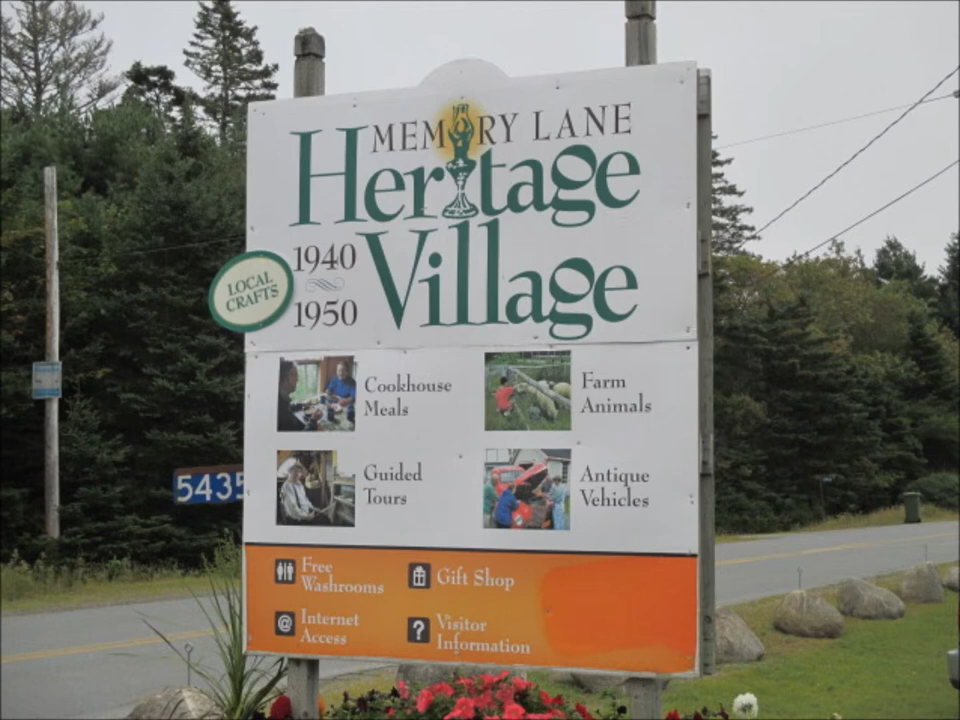 MEMORY LANE
Heritage
Village
1940
1950
LOCAL
CRAFTS
Cookhouse
Meals
Farm
Animals
Guided
Tours
Antique
Vehicles
5435
Free
Washrooms
Gift Shop
Internet
Access
@
?
Visitor
Information